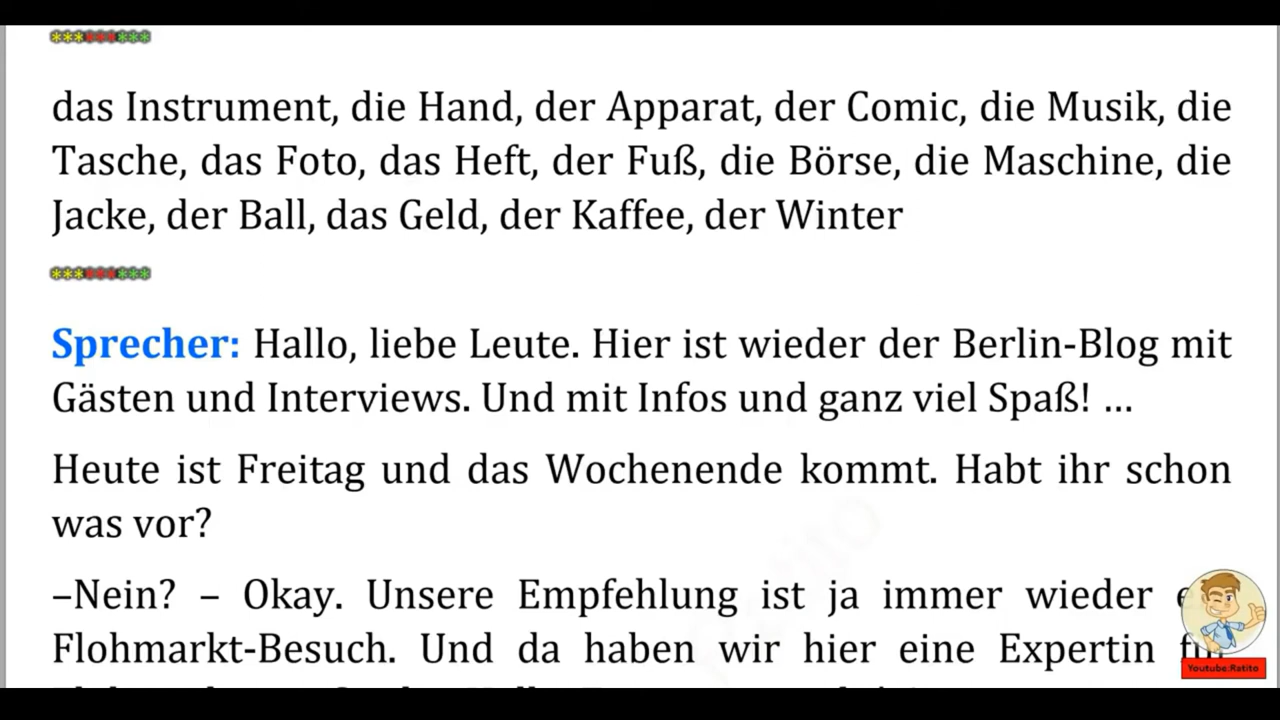 *********
das Instrument, die Hand, der Apparat, der Comic, die Musik, die
Tasche, das Foto, das Heft, der Fuß, die Börse, die Maschine, die
Jacke, der Ball, das Geld, der Kaffee, der Winter
*********
Sprecher: Hallo, liebe Leute. Hier ist wieder der Berlin-Blog mit
Gästen und Interviews. Und mit Infos und ganz viel Spaß! ...
Heute ist Freitag und das Wochenende kommt. Habt ihr schon
was vor?
–Nein? – Okay. Unsere Empfehlung ist ja immer wieder
Flohmarkt-Besuch. Und da haben wir hier eine Expertin
Youtube:Ratito
Ratito